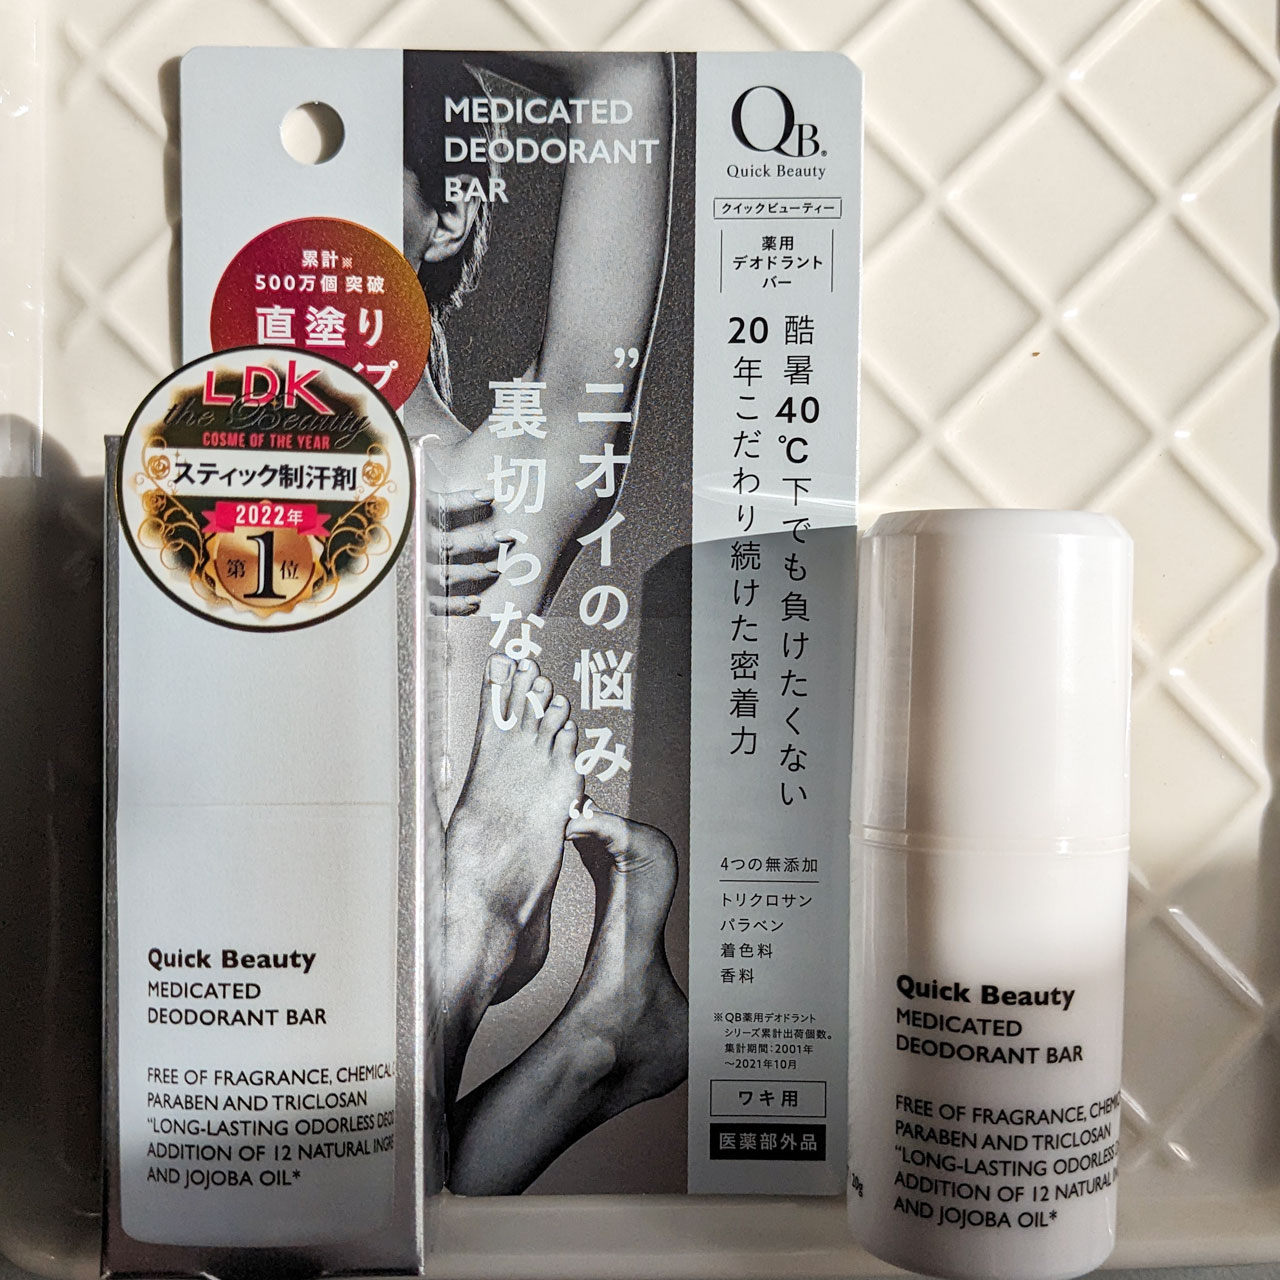 MEDICATED
DEODORANT
BAR
QB®
Quick Beauty
クイックビューティー
薬用
デオドラント
バー
酷暑40℃下でも負けたくない
20年こだわり続けた密着力
累計※
500万個 突破
直塗り
イプ
”ニオイの悩み“
裏切らない
LDK
the Beauty
COSME OF THE YEAR
スティック制汗剤
2022年
第1位
4つの無添加
トリクロサン
パラベン
着色料
香料
※QB薬用デオドラント
シリーズ累計出荷個数。
集計期間:2001年
～2021年10月
ワキ用
医薬部外品
Quick Beauty
MEDICATED
DEODORANT BAR
FREE OF FRAGRANCE, CHEMICAL
PARABEN AND TRICLOSAN
“LONG-LASTING ODORLESS DEO
ADDITION OF 12 NATURAL INGRE
AND JOJOBA OIL*
Quick Beauty
MEDICATED
DEODORANT BAR
FREE OF FRAGRANCE, CHEM
PARABEN AND TRICLOSAN
“LONG-LASTING ODORLESS
ADDITION OF 12 NATURAL
AND JOJOBA OIL*
20g